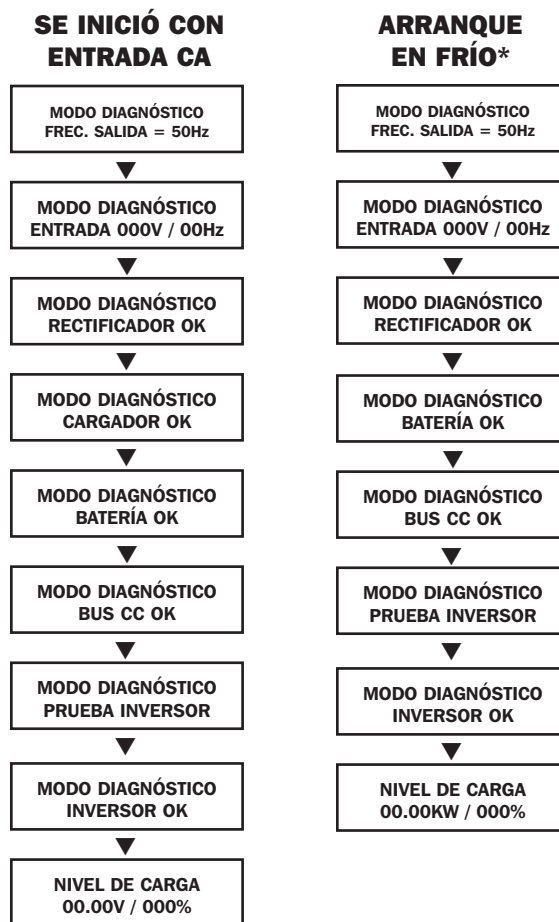 SE INICIÓ CON
ENTRADA CA
MODO DIAGNÓSTICO
FREC. SALIDA = 50Hz
MODO DIAGNÓSTICO
ENTRADA 000V / 00Hz
MODO DIAGNÓSTICO
RECTIFICADOR OK
MODO DIAGNÓSTICO
CARGADOR OK
MODO DIAGNÓSTICO
BATERÍA OK
MODO DIAGNÓSTICO
BUS CC OK
MODO DIAGNÓSTICO
PRUEBA INVERSOR
MODO DIAGNÓSTICO
INVERSOR OK
NIVEL DE CARGA
00.00V / 000%
ARRANQUE
EN FRÍO*
MODO DIAGNÓSTICO
FREC. SALIDA = 50Hz
MODO DIAGNÓSTICO
ENTRADA 000V / 00Hz
MODO DIAGNÓSTICO
RECTIFICADOR OK
MODO DIAGNÓSTICO
BATERÍA OK
MODO DIAGNÓSTICO
BUS CC OK
MODO DIAGNÓSTICO
PRUEBA INVERSOR
MODO DIAGNÓSTICO
INVERSOR OK
NIVEL DE CARGA
00.00KW / 000%